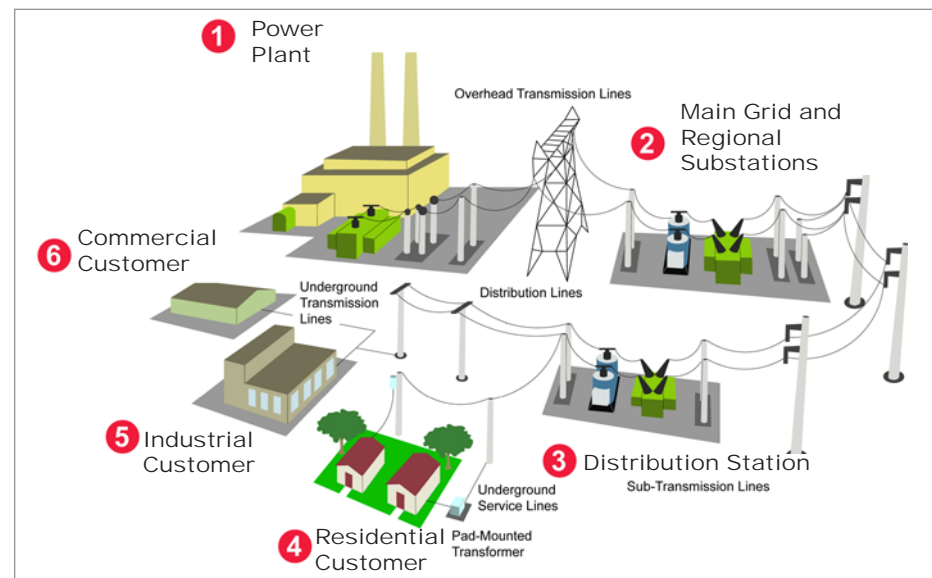 1 Power
Plant
Overhead Transmission Lines
2 Main Grid and
Regional
Substations
6 Commercial
Customer
Underground
Transmission
Lines
Distribution Lines
5 Industrial
Customer
3 Distribution Station
Sub-Transmission Lines
Underground
Service Lines
4 Residential
Customer
Pad-Mounted
Transformer